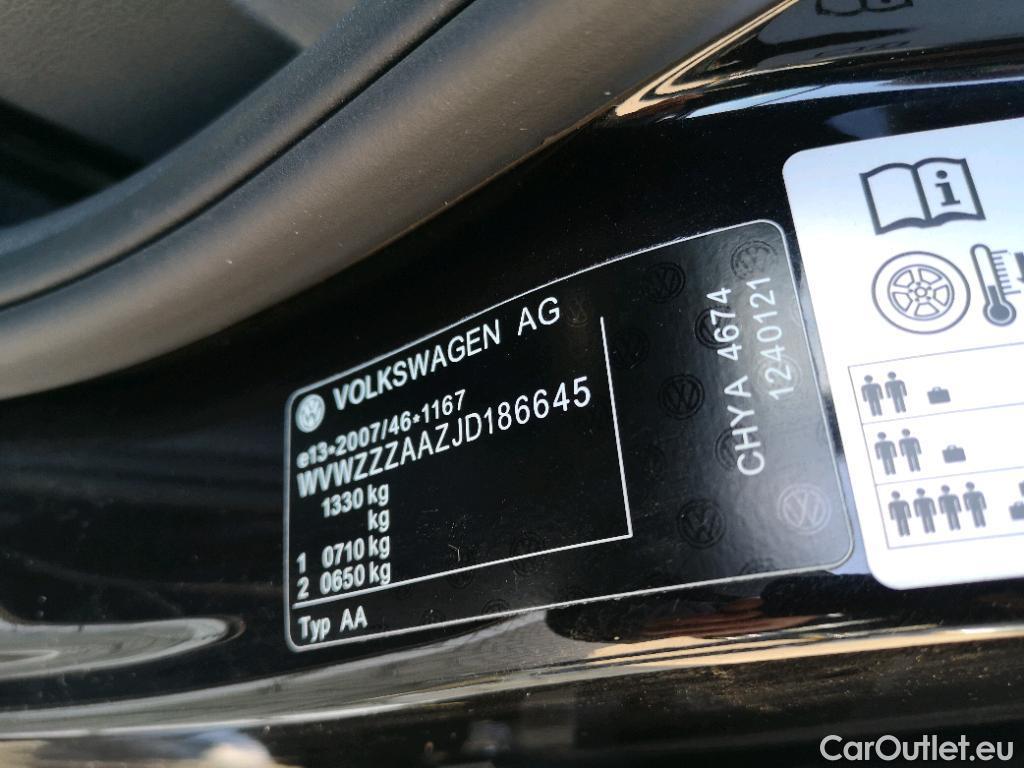 VOLKSWAGEN AG
e13*2007/46*1167
WVWZZZAAZJD186645
1330 kg
kg
1 0710 kg
2 0650 kg
Typ AA
CHYA 4674
1240121
i
CarOutlet.eu